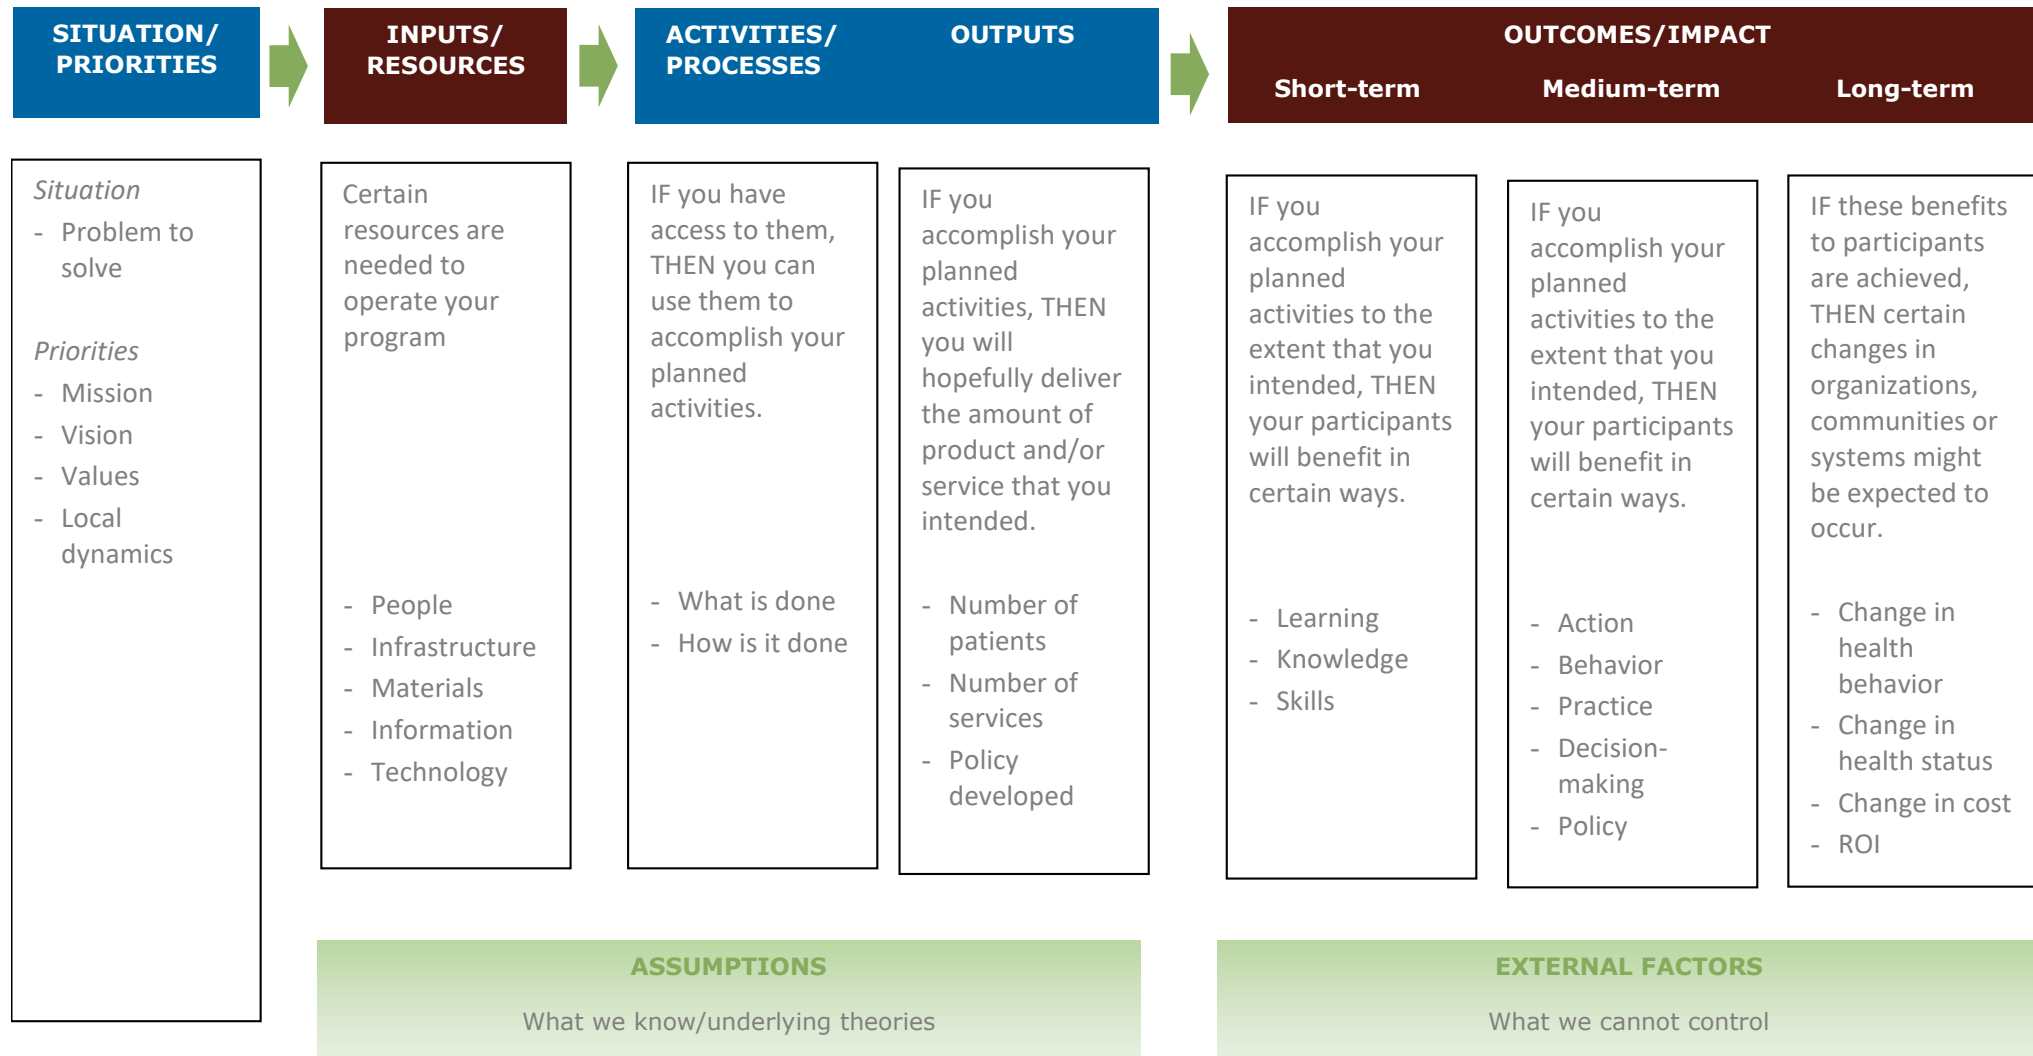 SITUATION/
PRIORITIES
INPUTS/
RESOURCES
ACTIVITIES/
PROCESSES
OUTPUTS
OUTCOMES/IMPACT
Short-term
Medium-term
Long-term
Situation
- Problem to
solve
Priorities
- Mission
- Vision
- Values
- Local
dynamics
Certain
resources are
needed to
operate your
program
- People
- Infrastructure
- Materials
- Information
- Technology
IF you have
access to them,
THEN you can
use them to
accomplish your
planned
activities.
- What is done
- How is it done
IF you
accomplish your
planned
activities, THEN
you will
hopefully deliver
the amount of
product and/or
service that you
intended.
- Number of
patients
- Number of
services
- Policy
developed
IF you
accomplish your
planned
activities to the
extent that you
intended, THEN
your participants
will benefit in
certain ways.
- Learning
- Knowledge
- Skills
IF you
accomplish your
planned
activities to the
extent that you
intended, THEN
your participants
will benefit in
certain ways.
- Action
- Behavior
- Practice
- Decision-
making
- Policy
IF these benefits
to participants
are achieved,
THEN certain
changes in
organizations,
communities or
systems might
be expected to
occur.
- Change in
health
behavior
- Change in
health status
- Change in cost
- ROI
ASSUMPTIONS
What we know/underlying theories
EXTERNAL FACTORS
What we cannot control